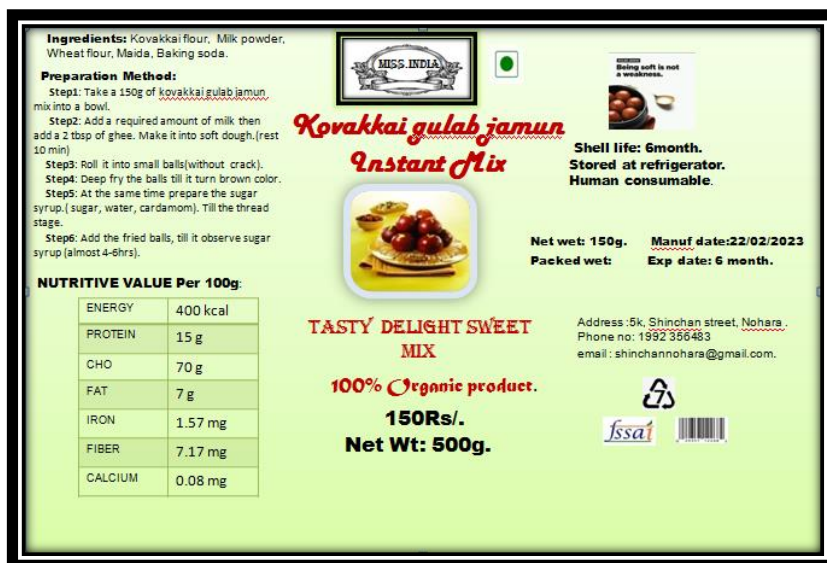 Ingredients: Kovakkai flour, Milk powder,
Wheat flour, Maida, Baking soda.
Preparation Method:
Step1: Take a 150g of kovakkai gulab jamun
mix into a bowl.
Step2: Add a required amount of milk then
add a 2 tbsp of ghee. Make it into soft dough.(rest
10 min)
Step3: Roll it into small balls(without crack).
Step4: Deep fry the balls till it turn brown color.
Step5: At the same time prepare the sugar
syrup.( sugar, water, cardamom). Till the thread
stage.
Step6: Add the fried balls, till it observe sugar
syrup (almost 4-6hrs).
NUTRITIVE VALUE Per 100g:
ENERGY 400 kcal
PROTEIN 15 g
CHO 70 g
FAT 7 g
IRON 1.57 mg
FIBER 7.17 mg
CALCIUM 0.08 mg
MISS.INDIA
Kovakkai gulab jamun
Instant Mix
TASTY DELIGHT SWEET
MIX
100% Organic product.
150Rs/.
Net Wt: 500g.
Being soft is not
a weakness.
Shell life: 6month.
Stored at refrigerator.
Human consumable.
Net wet: 150g. Manuf date:22/02/2023
Packed wet: Exp date: 6 month.
Address :5k, Shinchan street, Nohara .
Phone no: 1992 356483
email : shinchannohara@gmail.com.
7
fssai